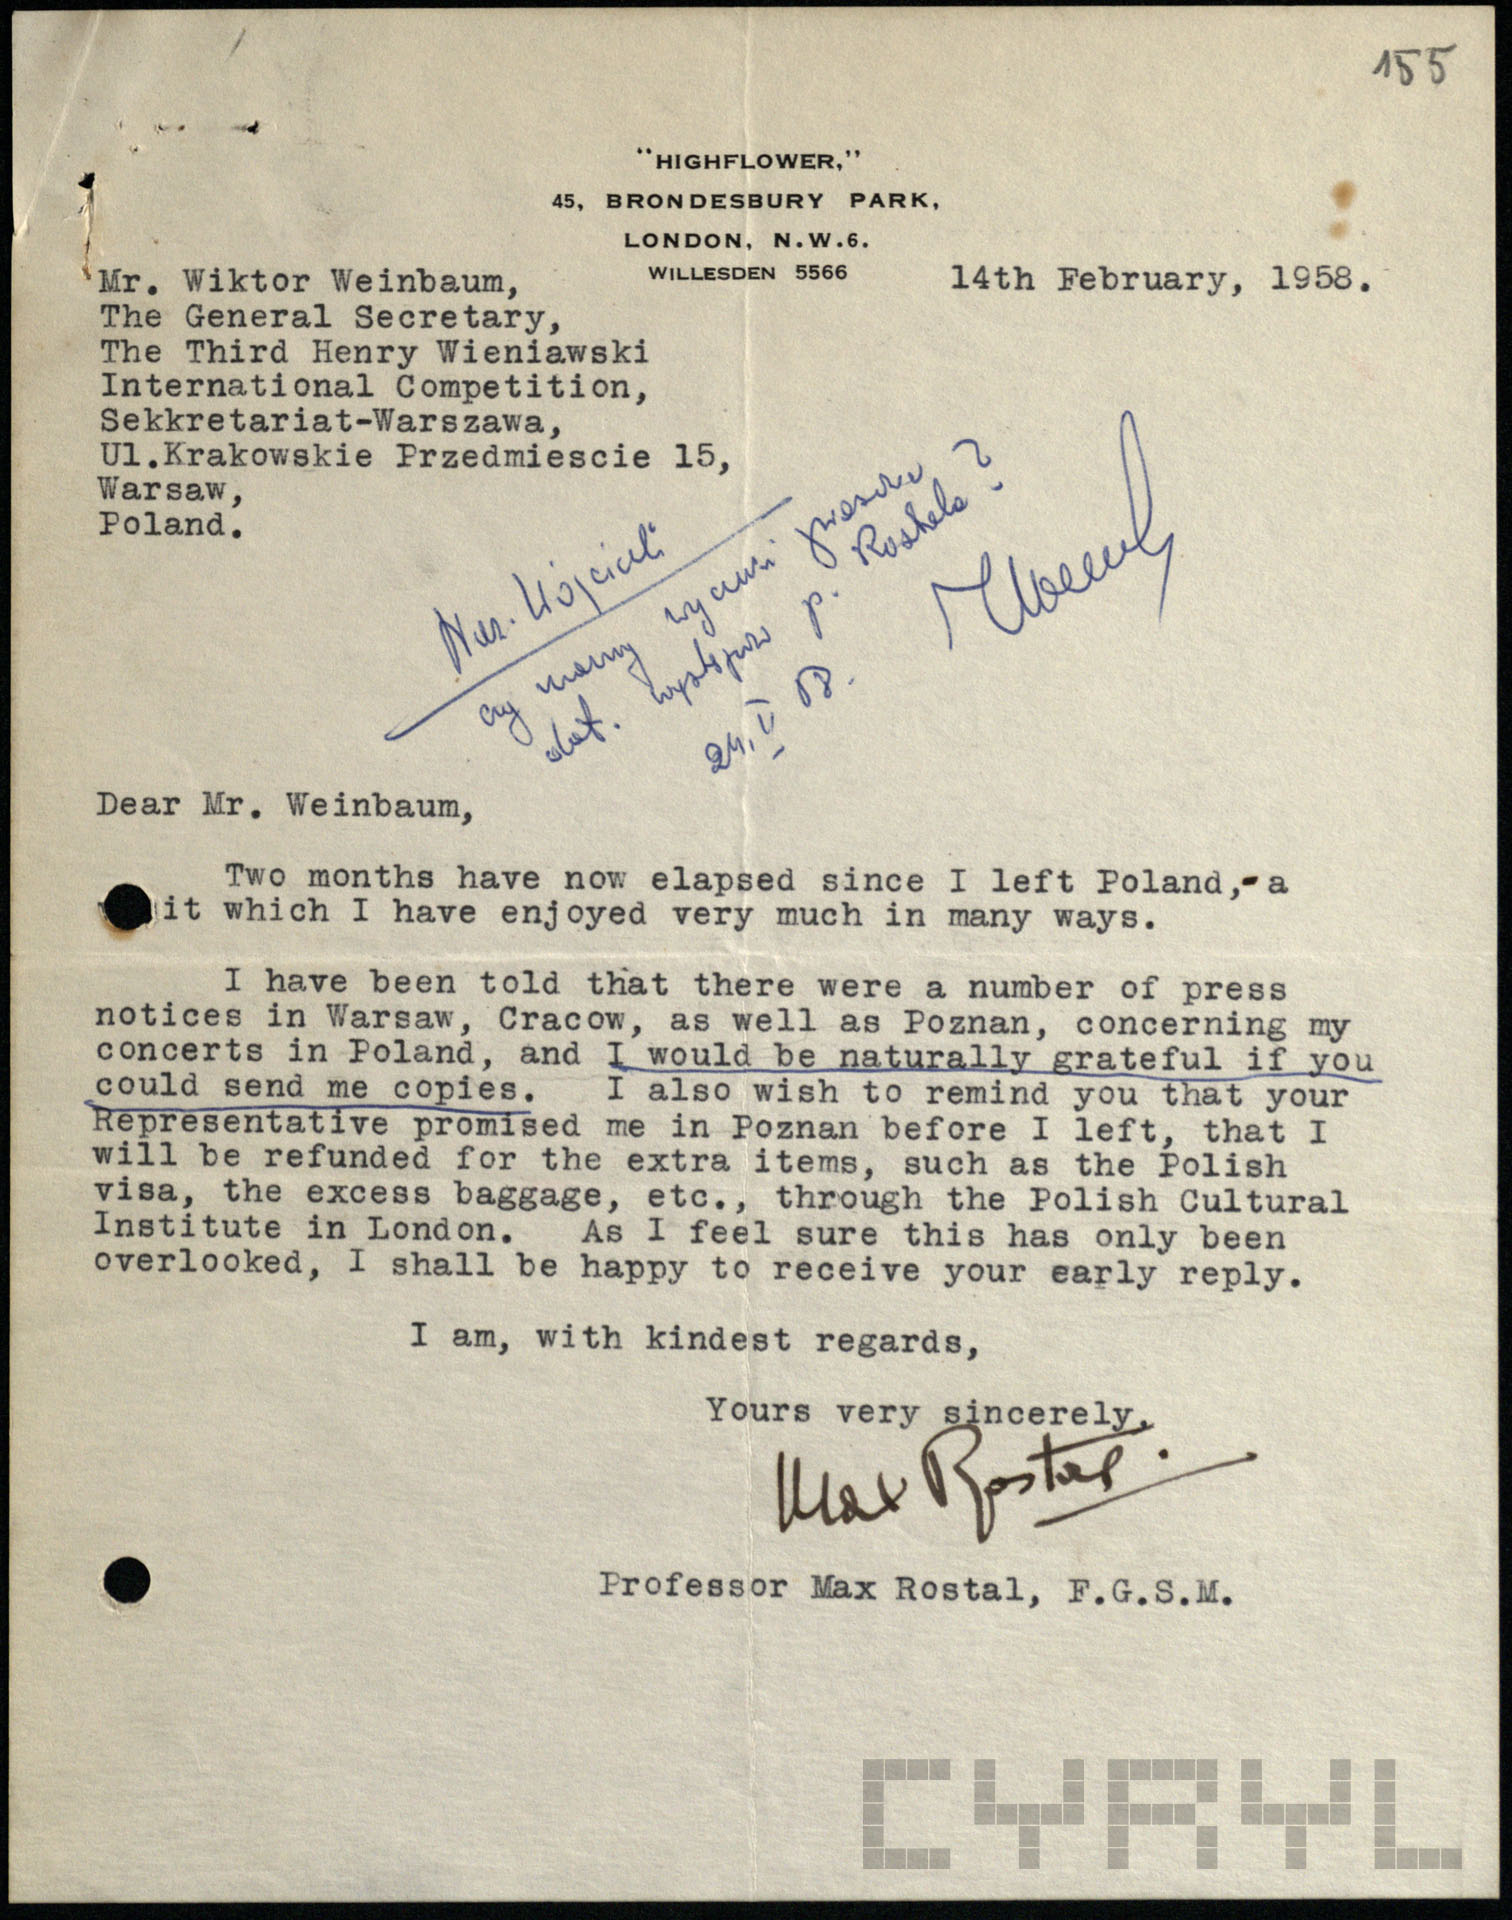 155
"HIGHFLOWER,"
45, BRONDESBURY PARK,
LONDON, N.W.6.
WILLESDEN 5566
14th February, 1958.
Mr. Wiktor Weinbaum,
The General Secretary,
The Third Henry Wieniawski
International Competition,
Sekkretariat-Warszawa,
Ul.Krakowskie Przedmiescie 15,
Warsaw,
Poland.
czy mamy wycinki prasowe
dot. występów p. Rostala?
24.II 58.
Dear Mr. Weinbaum,
Two months have now elapsed since I left Poland,- a
it which I have enjoyed very much in many ways.
I have been told that there were a number of press
notices in Warsaw, Cracow, as well as Poznan, concerning my
concerts in Poland, and I would be naturally grateful if you
could send me copies. I also wish to remind you that your
Representative promised me in Poznan before I left, that I
will be refunded for the extra items, such as the Polish
visa, the excess baggage, etc., through the Polish Cultural
Institute in London. As I feel sure this has only been
overlooked, I shall be happy to receive your early reply.
I am, with kindest regards,
Yours very sincerely,
Max Rostal.
Professor Max Rostal, F.G.S.M.
CYRYL